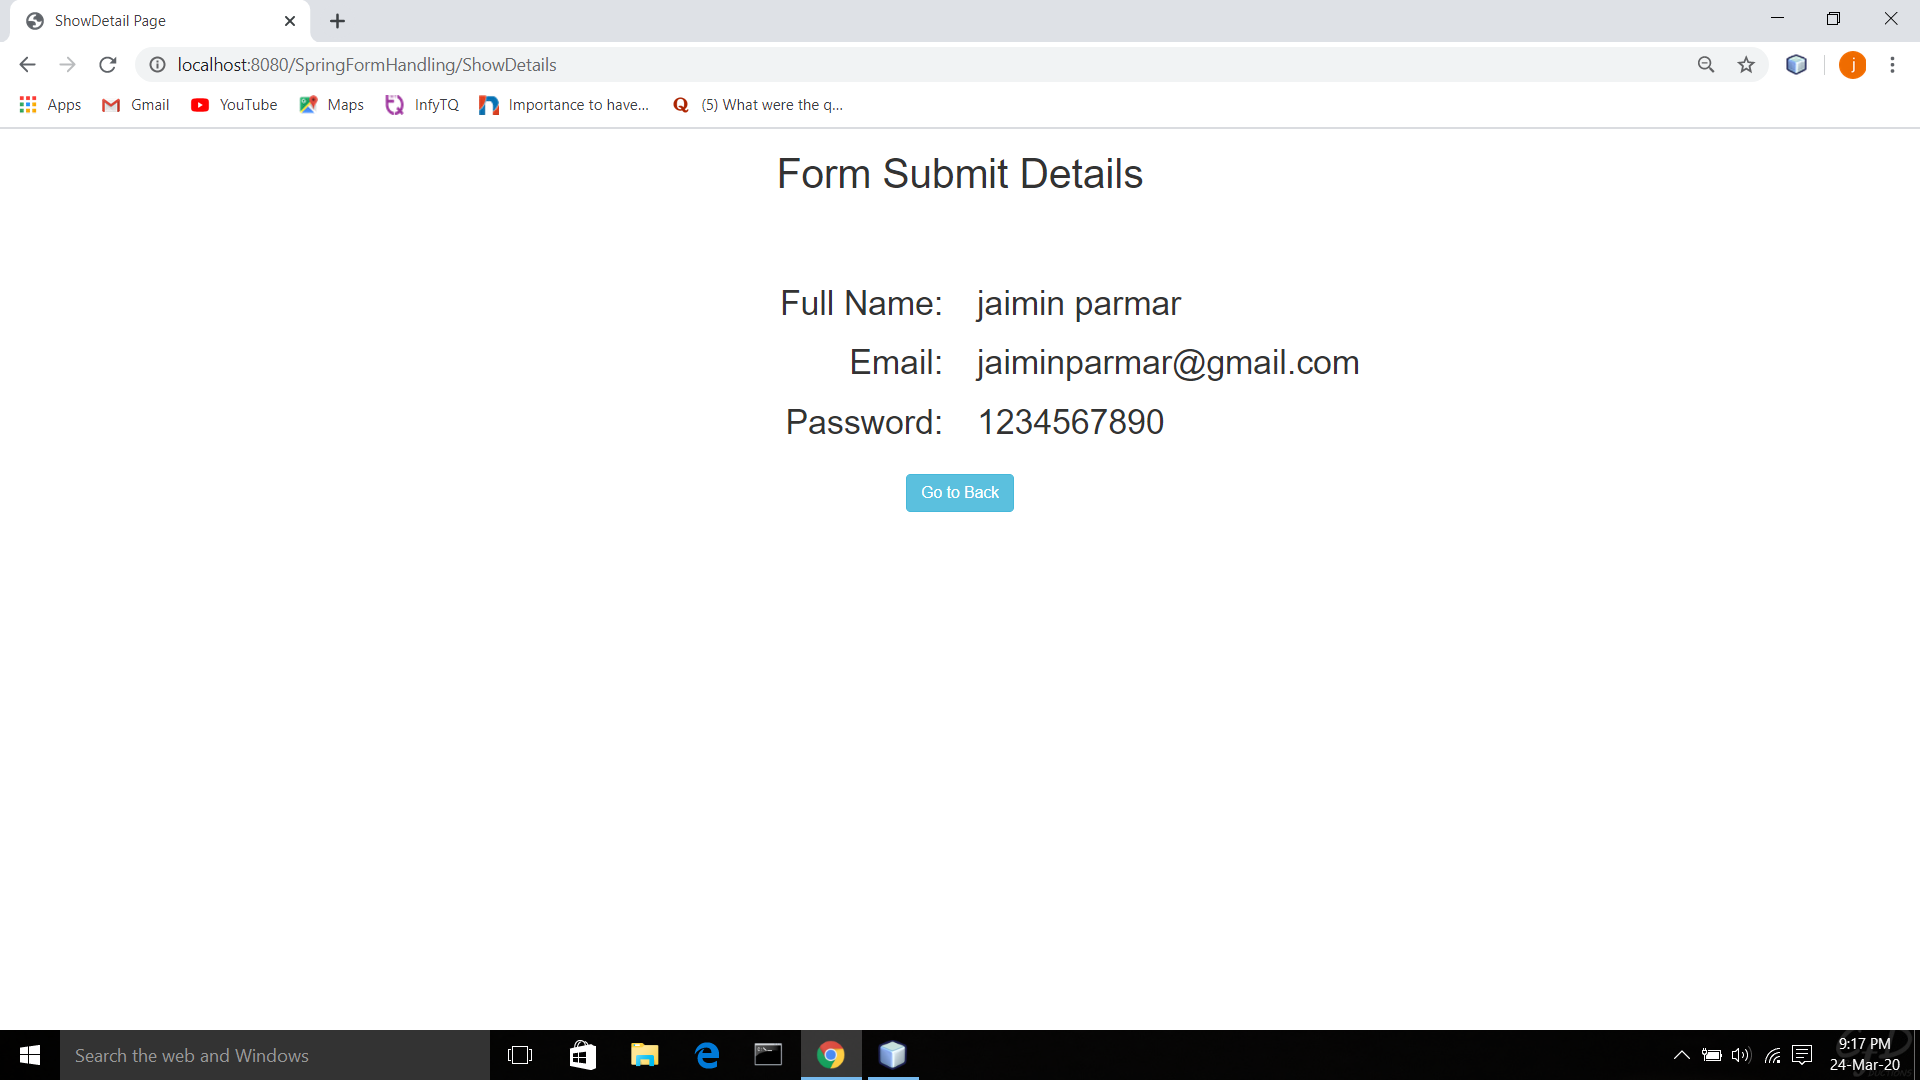 ShowDetail Page
localhost:8080/SpringFormHandling/ShowDetails
j
Apps Gmail YouTube Maps InfyTQ Importance to have... Q (5) What were the q...
Form Submit Details
Full Name: jaimin parmar
Email: jaiminparmar@gmail.com
Password: 1234567890
Go to Back
Search the web and Windows
9:17 PM
24-Mar-20